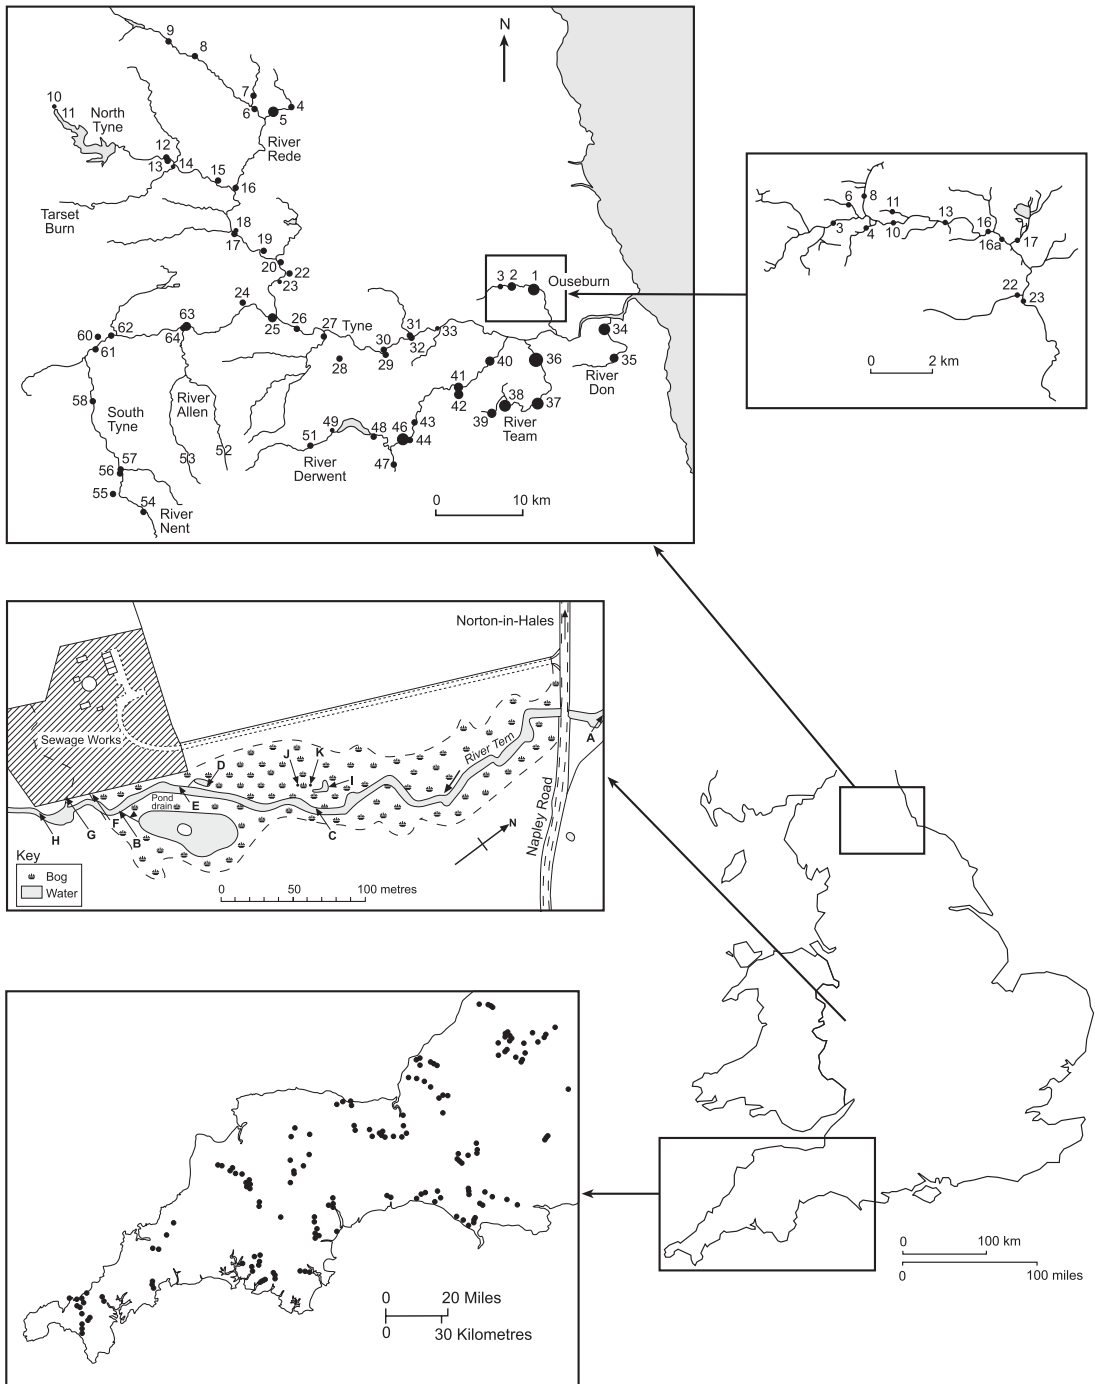 N
9
8
7
6
4
5
10
11
North
Tyne
River
Rede
12
13
14
15
16
Tarset
Burn
18
17
19
20
22
23
3
2
1
Ouseburn
24
25
26
27
Tyne
63
64
60
62
61
28
30
29
31
32
33
34
35
River
Don
36
37
38
39
River
Team
40
41
42
43
46
44
47
48
49
51
River
Derwent
58
South
Tyne
River
Allen
53
52
57
56
55
54
River
Nent
0 10 km
6
8
11
3
4
10
13
16
16a
17
22
23
0 2 km
Norton-in-Hales
Sewage Works
River Tern
Napley Road
Pond
drain
A
D
J
K
I
E
C
H
G
F
B
N
Key
Bog
Water
0 50 100 metres
0 20 Miles
0 30 Kilometres
0 100 km
0 100 miles